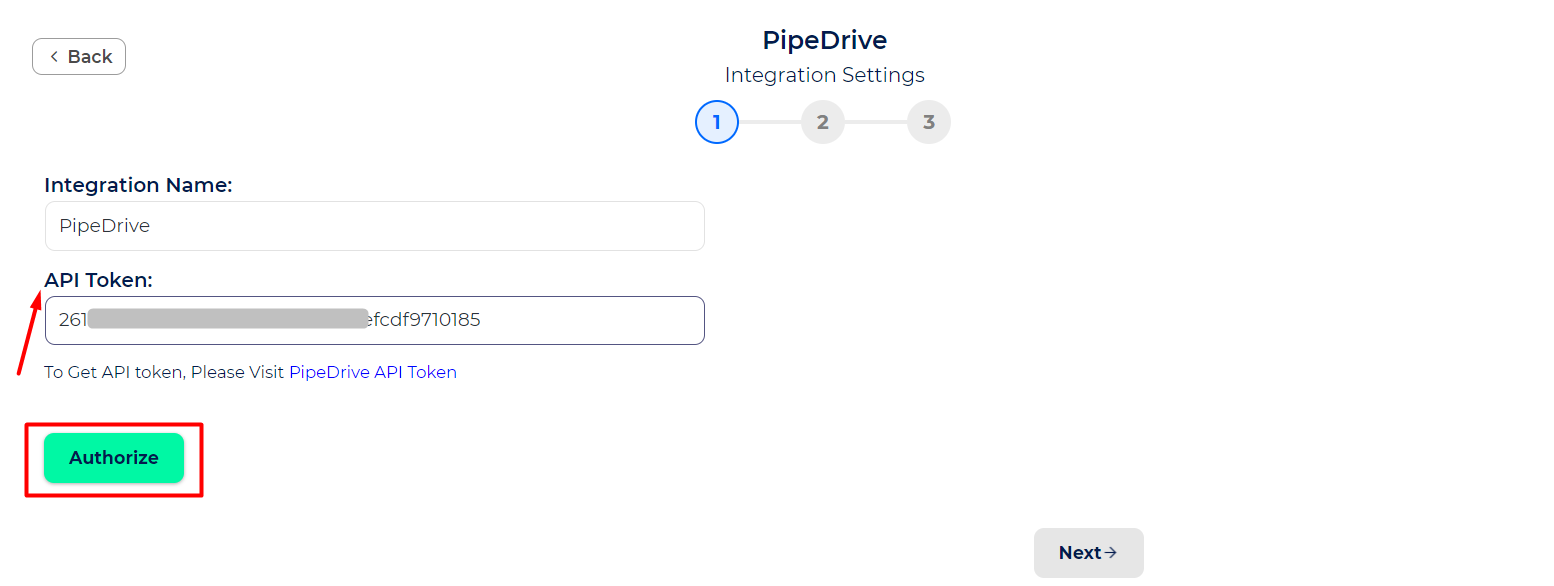 Back
PipeDrive
Integration Settings
1 2 3
Integration Name:
PipeDrive
API Token:
261 efcdf9710185
To Get API token, Please Visit PipeDrive API Token
Authorize
Next